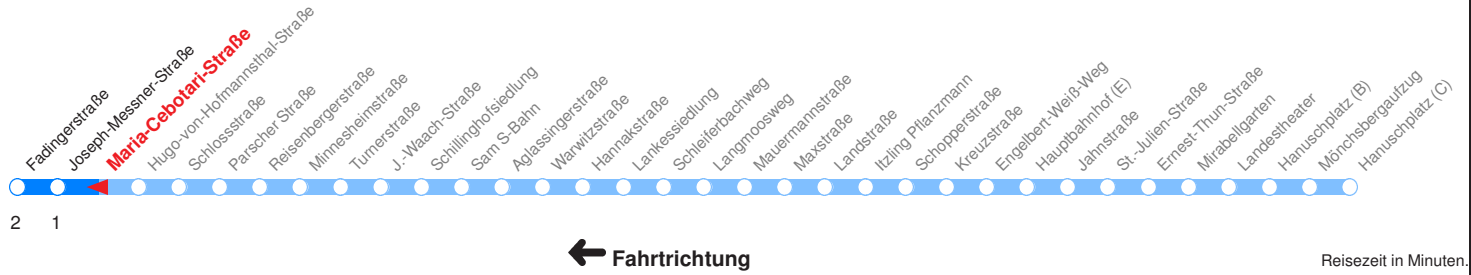 Fadingerstraße
Joseph-Messner-Straße
Maria-Cebotari-Straße
Hugo-von-Hofmannsthal-Straße
Schlossstraße
Parscher Straße
Reisenbergerstraße
Minnesheimstraße
Turnerstraße
J.-Waach-Straße
Schillinghofsiedlung
Sam S-Bahn
Aglassingerstraße
Warwitzstraße
Hannakstraße
Lankessiedlung
Schleiferbachweg
Langmoosweg
Mauermannstraße
Maxstraße
Landstraße
Itzling Pflanzmann
Schopperstraße
Kreuzstraße
Engelbert-Weiß-Weg
Hauptbahnhof (E)
Jahnstraße
St.-Julien-Straße
Ernest-Thun-Straße
Mirabellgarten
Landestheater
Hanuschplatz (B)
Mönchsbergaufzug
Hanuschplatz (C)
2 1
Fahrtrichtung
Reisezeit in Minuten.